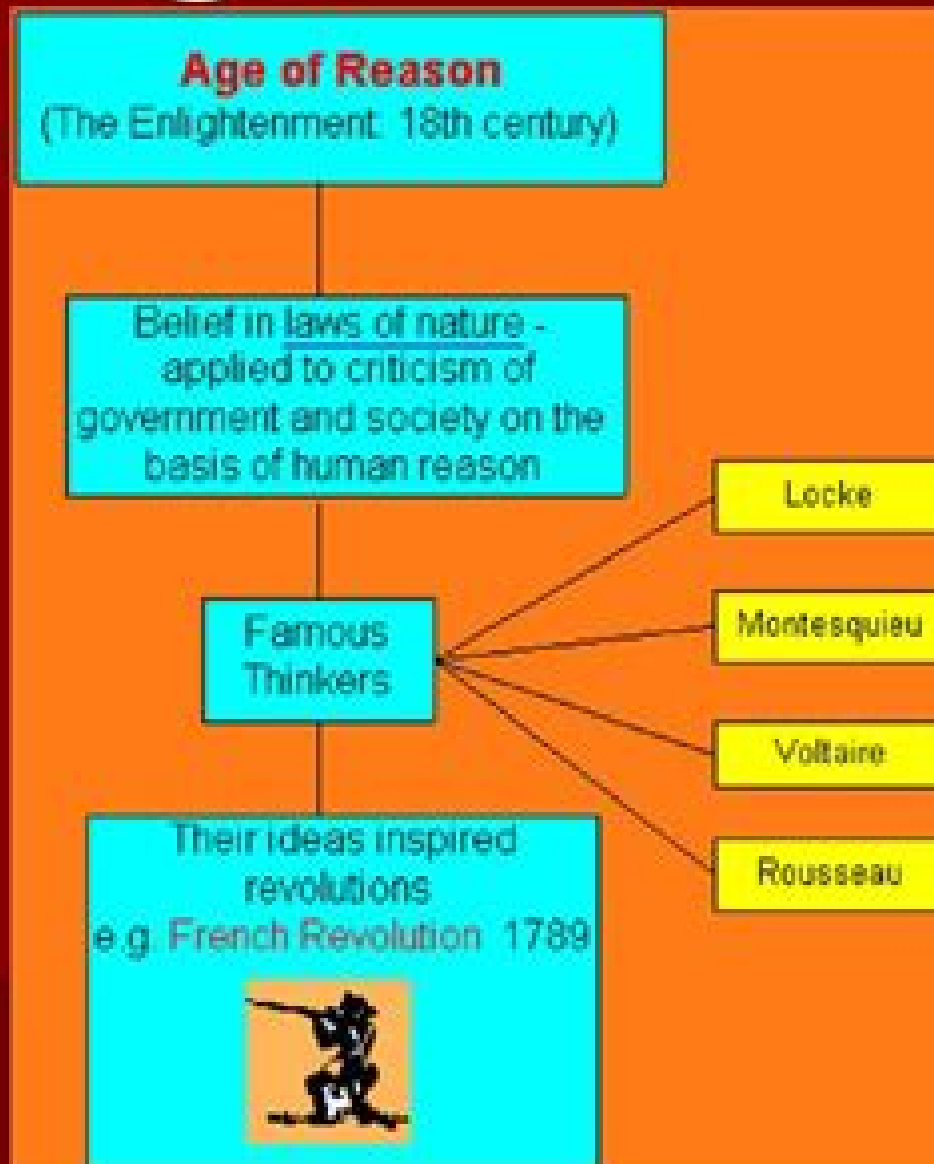 Age of Reason
(The Enlightenment: 18th century)
Belief in laws of nature -
applied to criticism of
government and society on the
basis of human reason
Famous
Thinkers
Locke
Montesquieu
Voltaire
Rousseau
Their ideas inspired
revolutions
e.g. French Revolution 1789